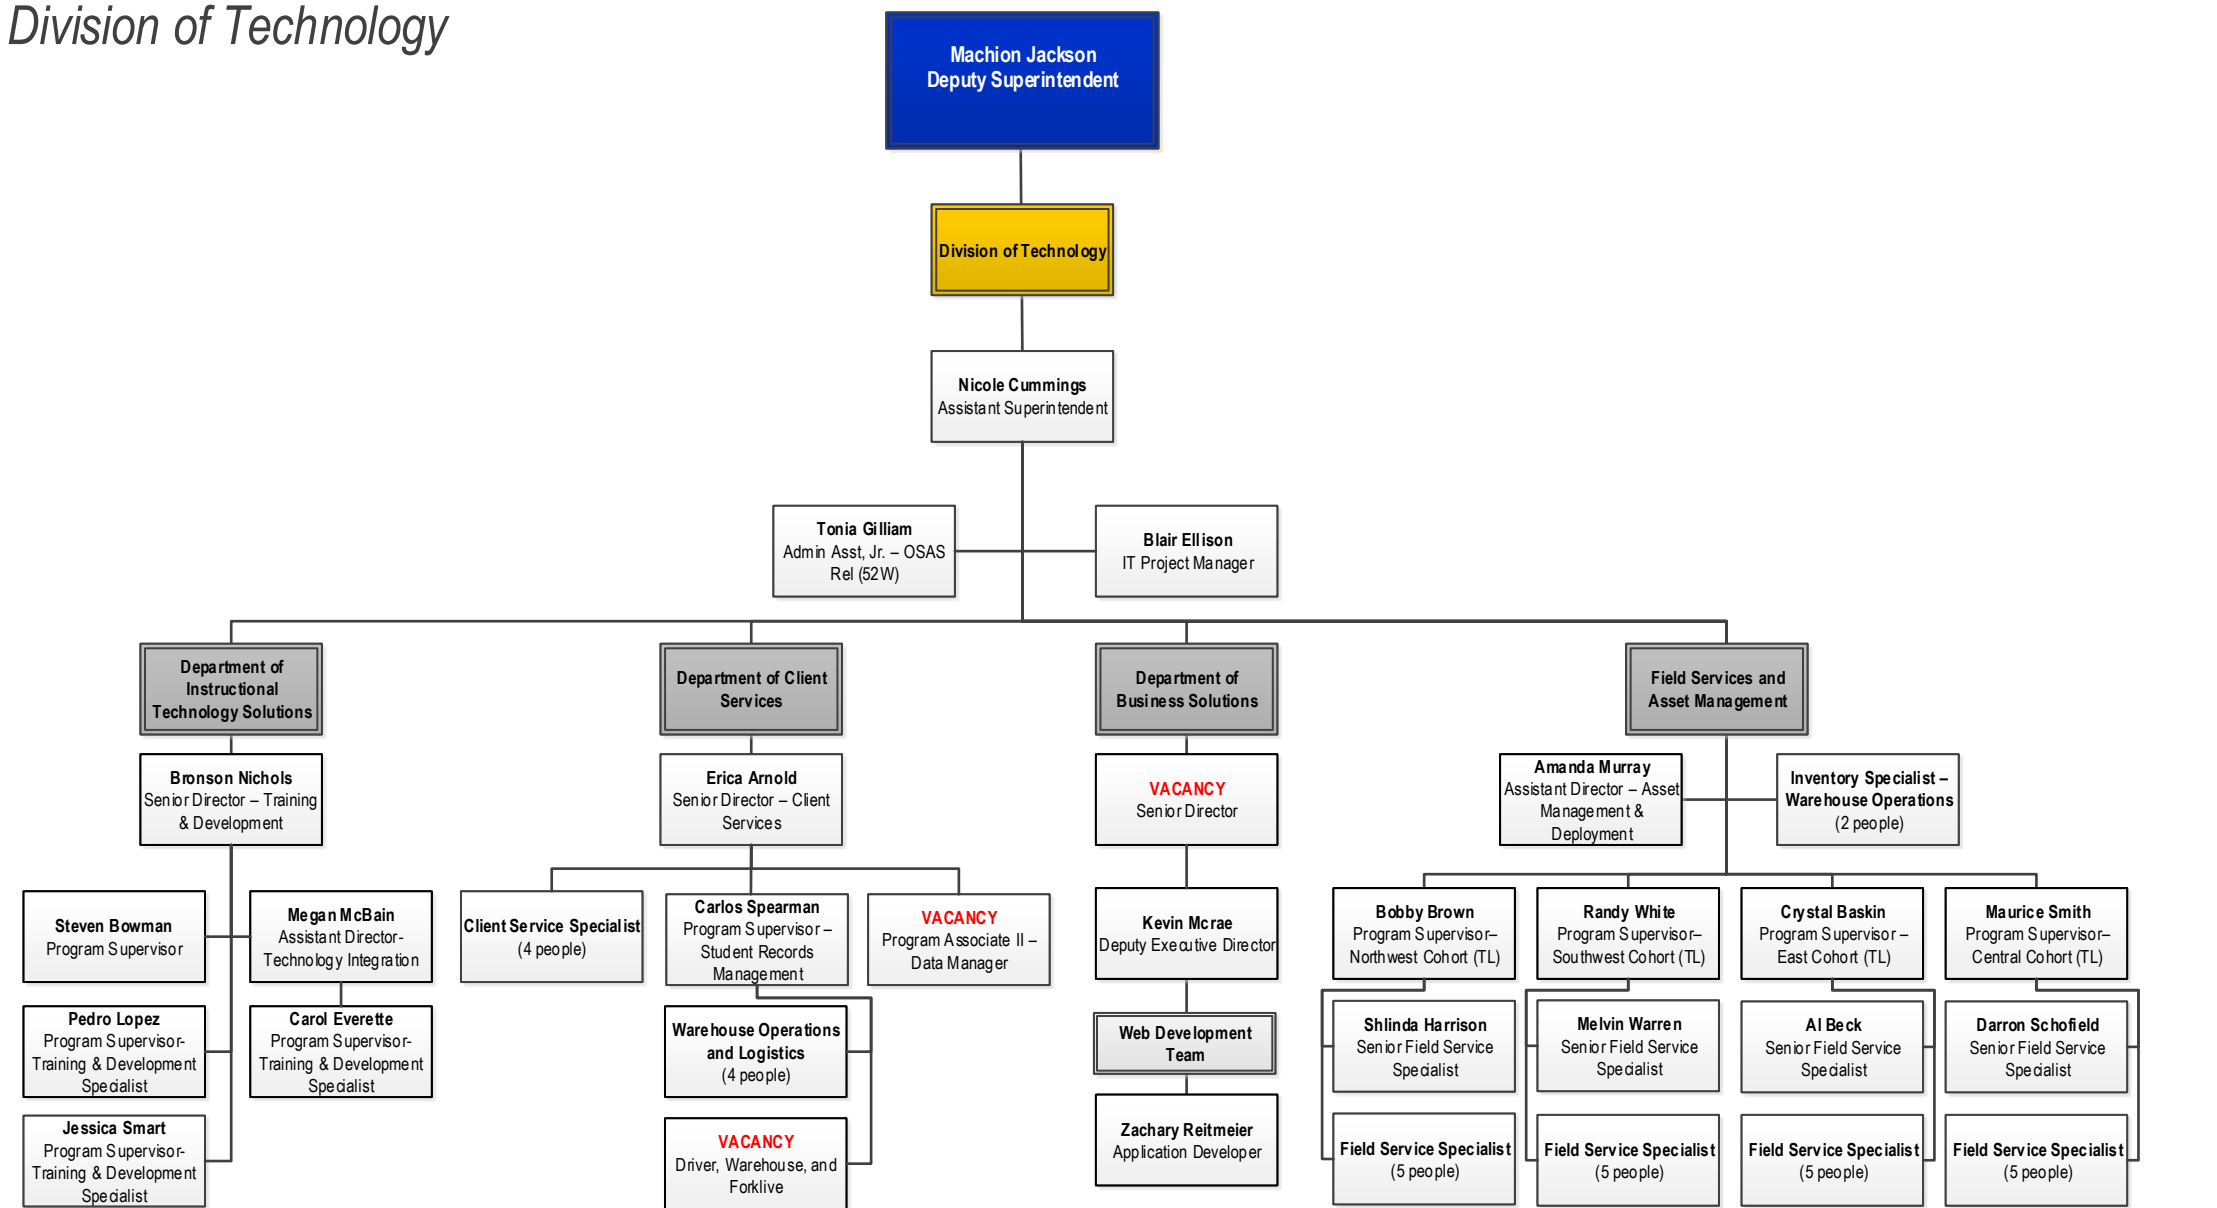 Division of Technology
Machion Jackson
Deputy Superintendent
Division of Technology
Nicole Cummings
Assistant Superintendent
Tonia Gilliam
Admin Asst, Jr. – OSAS
Rel (52W)
Blair Ellison
IT Project Manager
Department of
Instructional
Technology Solutions
Department of Client
Services
Department of
Business Solutions
Field Services and
Asset Management
Bronson Nichols
Senior Director – Training
& Development
Erica Arnold
Senior Director – Client
Services
VACANCY
Senior Director
Amanda Murray
Assistant Director – Asset
Management &
Deployment
Inventory Specialist –
Warehouse Operations
(2 people)
Steven Bowman
Program Supervisor
Megan McBain
Assistant Director-
Technology Integration
Client Service Specialist
(4 people)
Carlos Spearman
Program Supervisor –
Student Records
Management
VACANCY
Program Associate II –
Data Manager
Kevin Mcrae
Deputy Executive Director
Bobby Brown
Program Supervisor–
Northwest Cohort (TL)
Randy White
Program Supervisor–
Southwest Cohort (TL)
Crystal Baskin
Program Supervisor –
East Cohort (TL)
Maurice Smith
Program Supervisor–
Central Cohort (TL)
Pedro Lopez
Program Supervisor-
Training & Development
Specialist
Carol Everette
Program Supervisor-
Training & Development
Specialist
Warehouse Operations
and Logistics
(4 people)
Web Development
Team
Shlinda Harrison
Senior Field Service
Specialist
Melvin Warren
Senior Field Service
Specialist
Al Beck
Senior Field Service
Specialist
Darron Schofield
Senior Field Service
Specialist
Jessica Smart
Program Supervisor-
Training & Development
Specialist
VACANCY
Driver, Warehouse, and
Forklive
Zachary Reitmeier
Application Developer
Field Service Specialist
(5 people)
Field Service Specialist
(5 people)
Field Service Specialist
(5 people)
Field Service Specialist
(5 people)